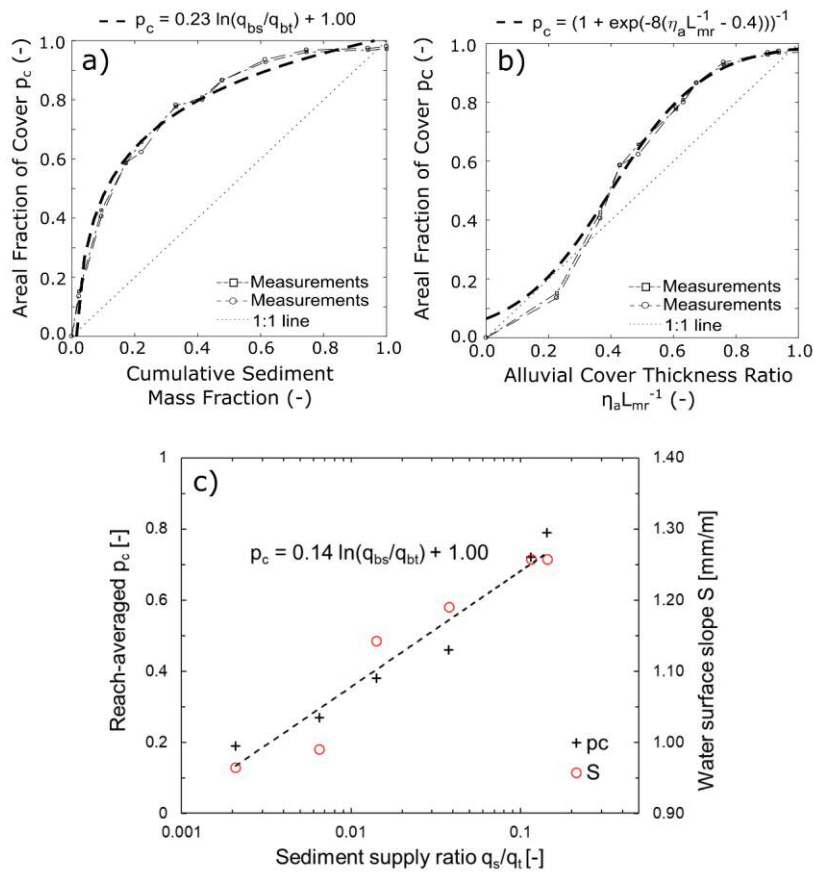 p_c = 0.23 ln(q_bs/q_bt) + 1.00
a)
Areal Fraction of Cover p_c (-)
1.0
0.8
0.6
0.4
0.2
0.0
0.0
0.2
0.4
0.6
0.8
1.0
Measurements
Measurements
1:1 line
Cumulative Sediment
Mass Fraction (-)
p_c = (1 + exp(-8(η_aL_mr^-1 - 0.4)))^-1
b)
Areal Fraction of Cover pC (-)
1.0
0.8
0.6
0.4
0.2
0.0
0.0
0.2
0.4
0.6
0.8
1.0
Measurements
Measurements
1:1 line
Alluvial Cover Thickness Ratio
η_aL_mr^-1 (-)
c)
p_c = 0.14 ln(q_bs/q_bt) + 1.00
Reach-averaged p_c [-]
1
0.8
0.6
0.4
0.2
0
0.001
0.01
0.1
Sediment supply ratio q_s/q_t [-]
pc
S
1.40
1.30
1.20
1.10
1.00
0.90
Water surface slope S [mm/m]